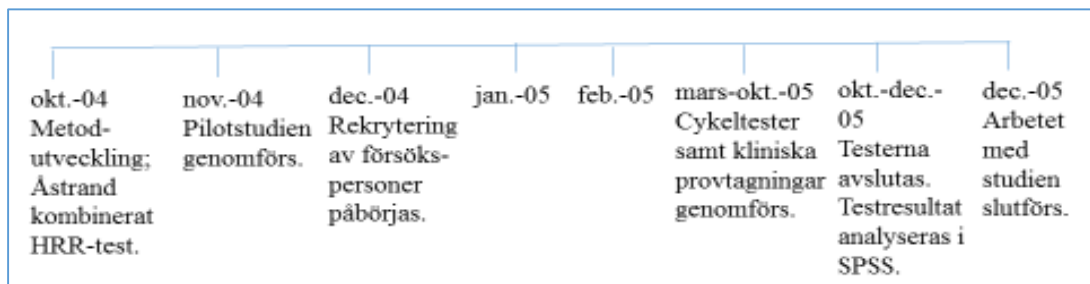 okt.-04
Metod-
utveckling;
Åstrand
kombinerat
HRR-test.
nov.-04
Pilotstudien
genomförs.
dec.-04
Rekrytering
av försöks-
personer
påbörjas.
jan.-05
feb.-05
mars-okt.-05
Cykeltester
samt kliniska
provtagningar
genomförs.
okt.-dec.-
05
Testerna
avslutas.
Testresultat
analyseras i
SPSS.
dec.-05
Arbetet
med
studien
slutförs.